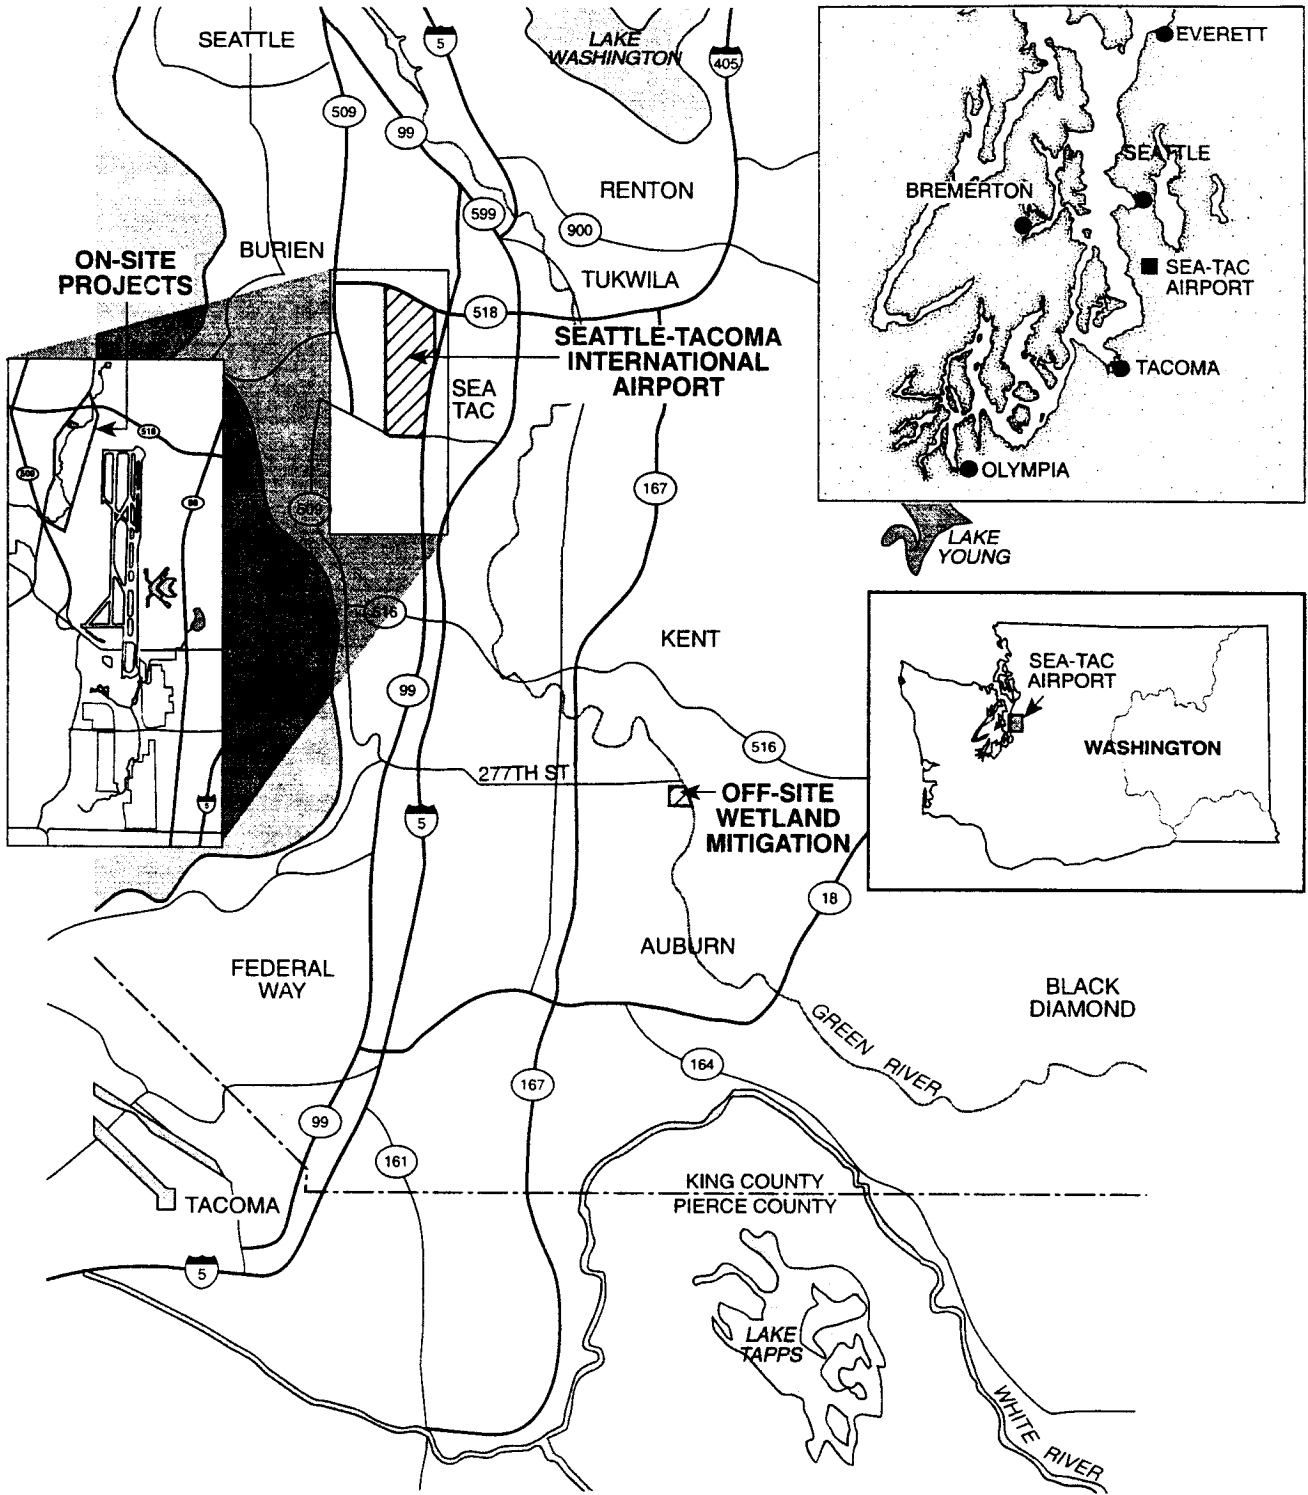 SEATTLE
5
LAKE
WASHINGTON
405
EVERETT
509
99
SEATTLE
BREMERTON
RENTON
599
900
BURIEN
ON-SITE
PROJECTS
TUKWILA
SEA-TAC
AIRPORT
518
SEATTLE-TACOMA
INTERNATIONAL
AIRPORT
TACOMA
SEA
TAC
518
509
99
OLYMPIA
167
509
LAKE
YOUNG
516
KENT
SEA-TAC
AIRPORT
99
516
WASHINGTON
277TH ST
OFF-SITE
WETLAND
MITIGATION
5
5
18
AUBURN
FEDERAL
WAY
BLACK
DIAMOND
GREEN RIVER
164
167
99
161
KING COUNTY
PIERCE COUNTY
TACOMA
5
LAKE
TAPPS
WHITE RIVER